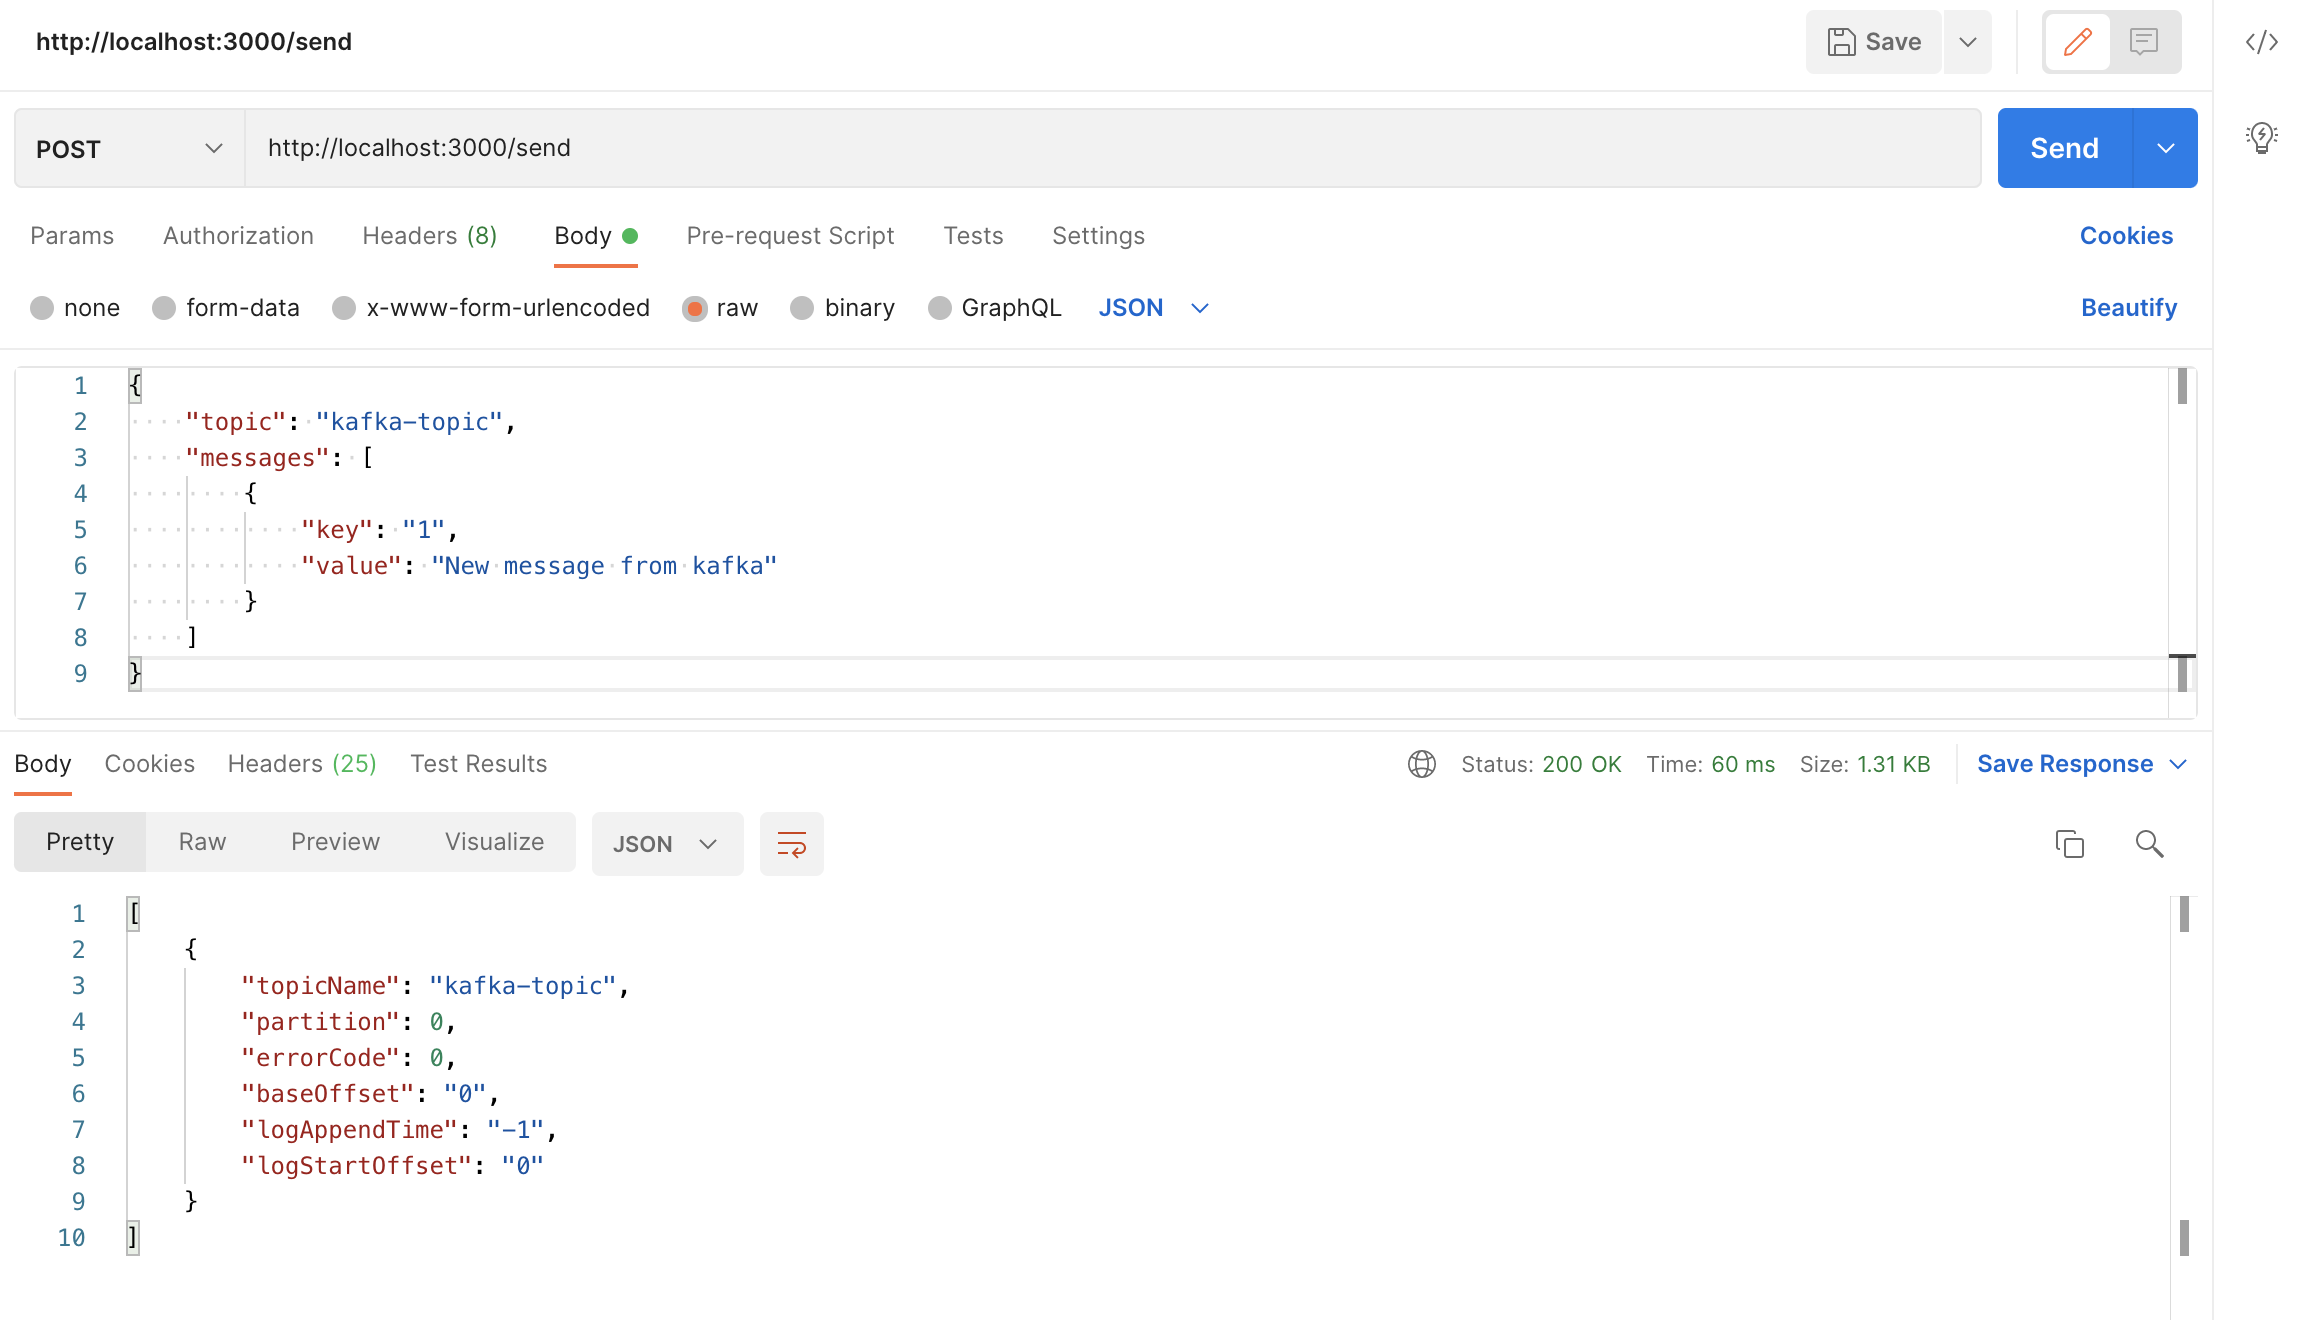 http://localhost:3000/send
Save
POST
http://localhost:3000/send
Send
Params Authorization Headers (8) Body Pre-request Script Tests Settings Cookies
none form-data x-www-form-urlencoded raw binary GraphQL JSON Beautify
1 {
2 "topic": "kafka-topic",
3 "messages": [
4 {
5 "key": "1",
6 "value": "New message from kafka"
7 }
8 ]
9 }
Body Cookies Headers (25) Test Results Status: 200 OK Time: 60 ms Size: 1.31 KB Save Response
Pretty Raw Preview Visualize JSON
1 [
2 {
3 "topicName": "kafka-topic",
4 "partition": 0,
5 "errorCode": 0,
6 "baseOffset": "0",
7 "logAppendTime": "-1",
8 "logStartOffset": "0"
9 }
10 ]